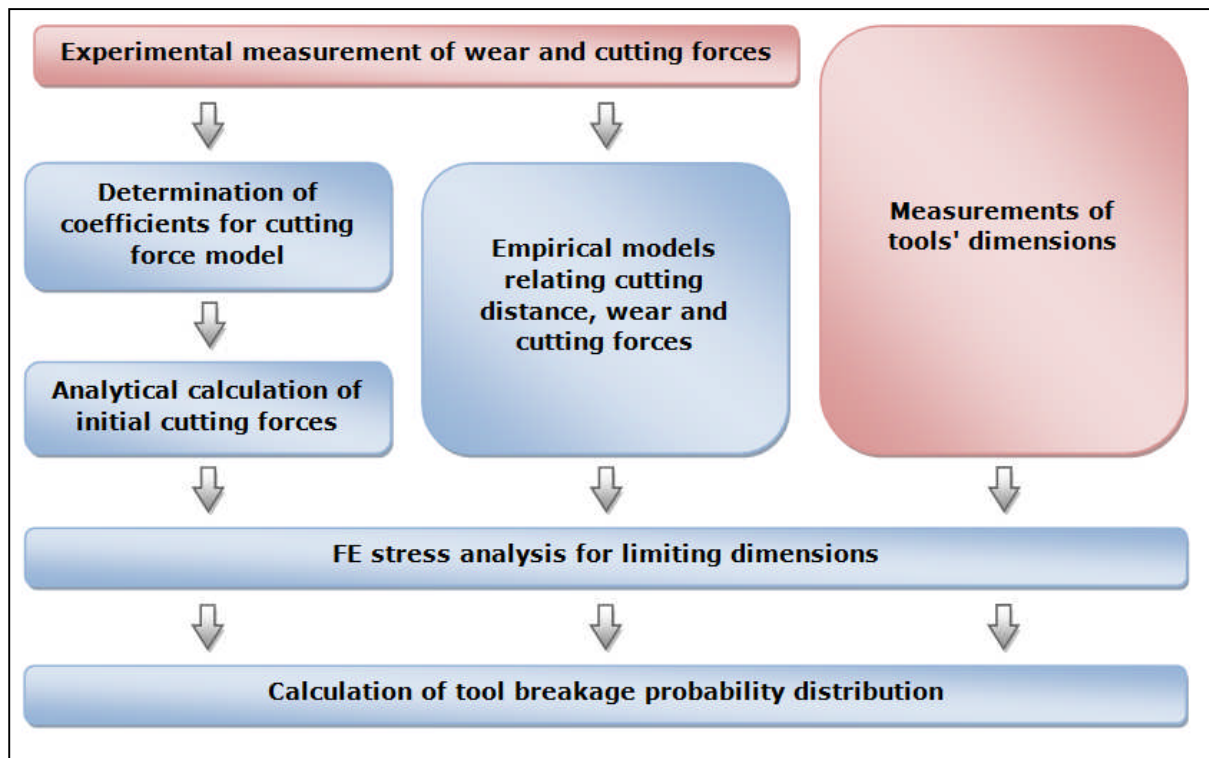 Experimental measurement of wear and cutting forces
Determination of
coefficients for cutting
force model
Analytical calculation of
initial cutting forces
Empirical models
relating cutting
distance, wear and
cutting forces
Measurements of
tools' dimensions
FE stress analysis for limiting dimensions
Calculation of tool breakage probability distribution